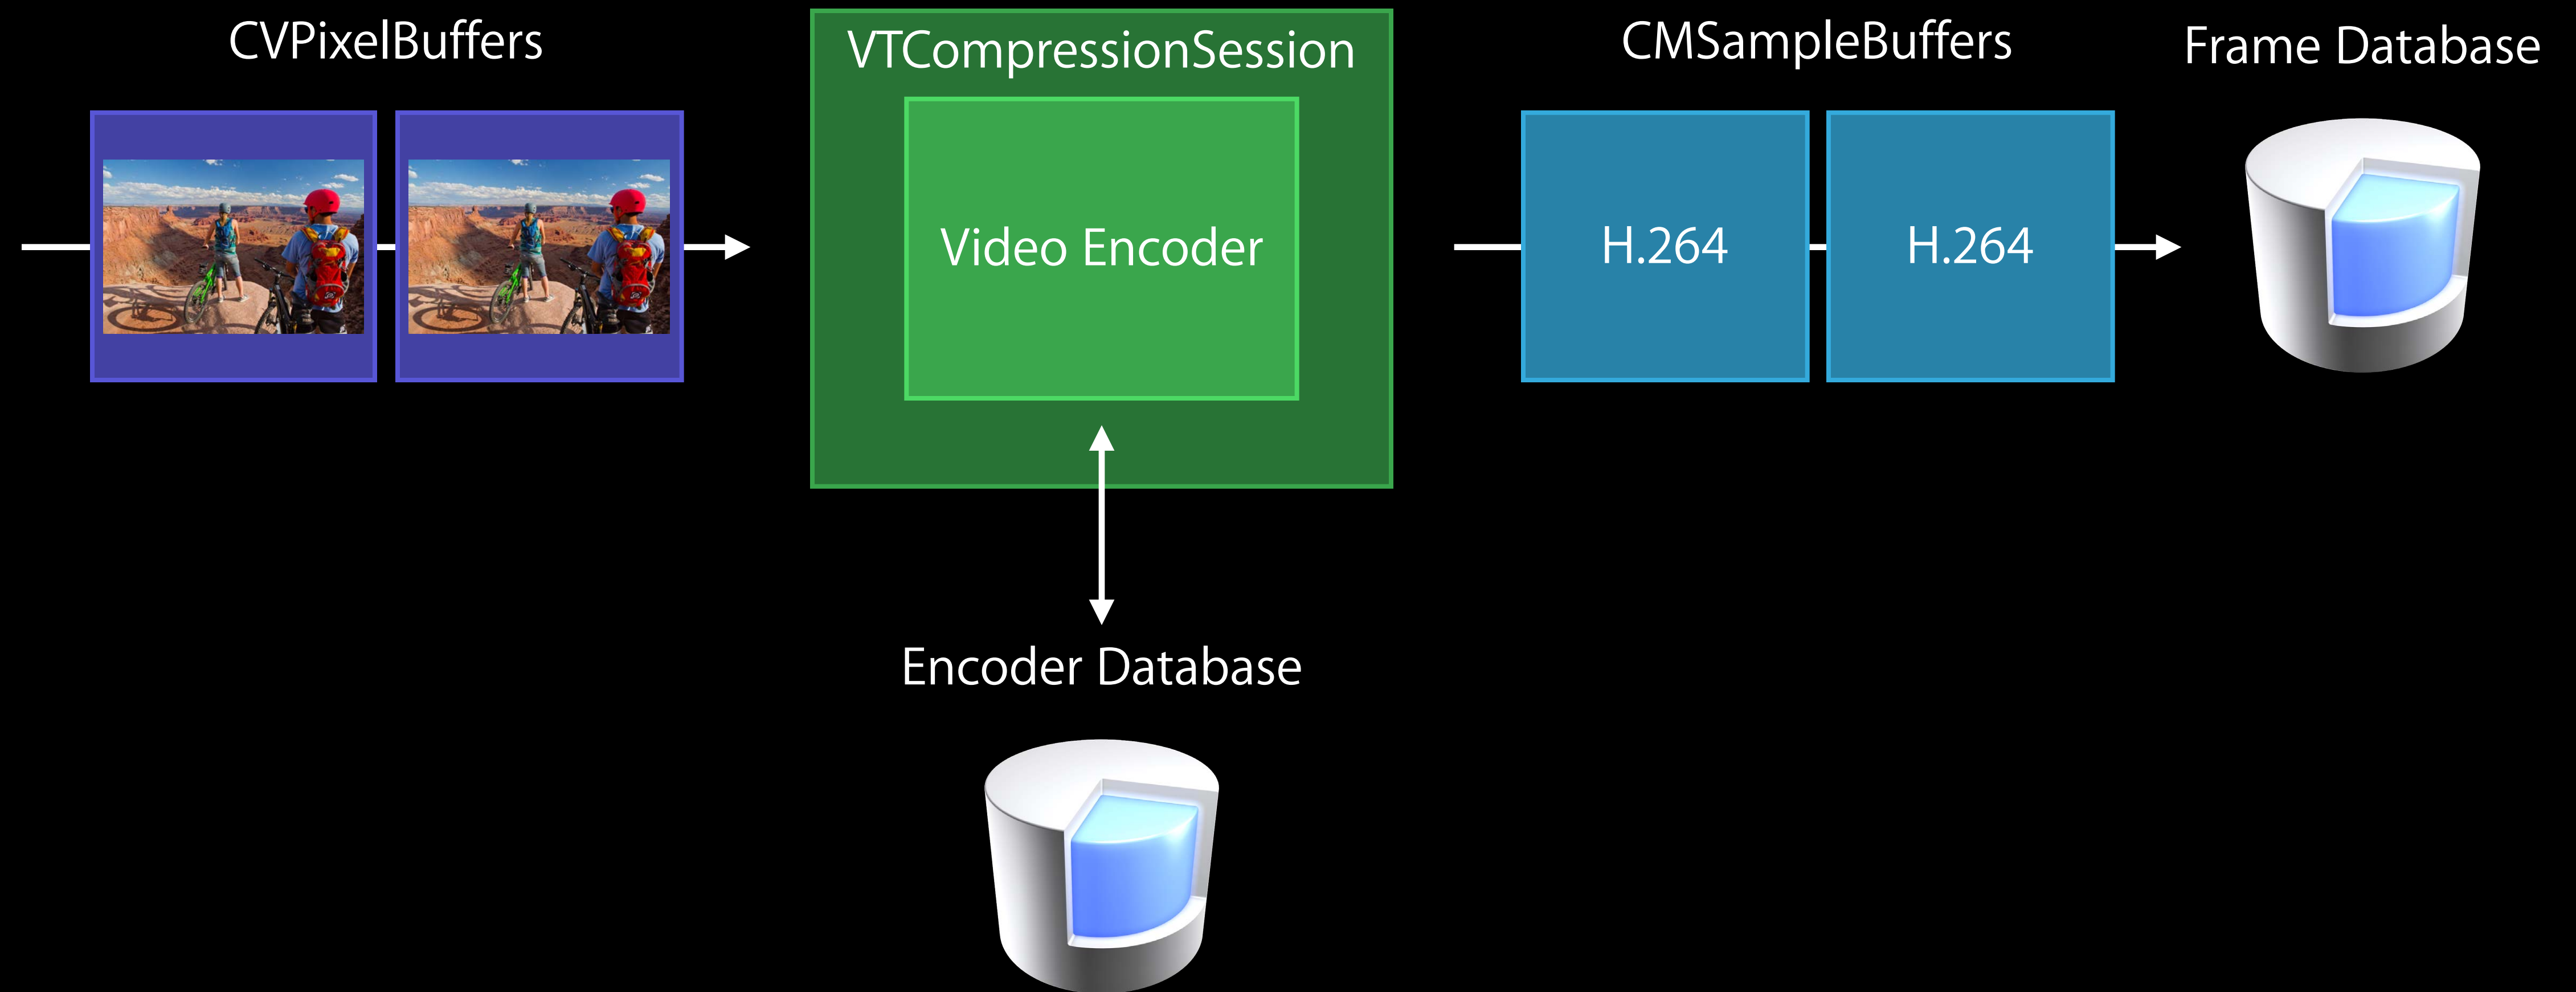 CVPixelBuffers
VTCompressionSession
CMSampleBuffers
Frame Database
Video Encoder
H.264
H.264
Encoder Database